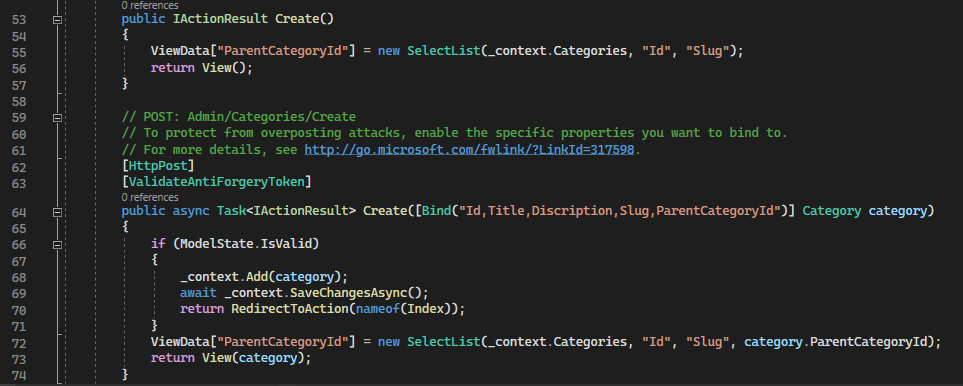 0 references
53 public IActionResult Create()
54 {
55 ViewData["ParentCategoryId"] = new SelectList(_context.Categories, "Id", "Slug");
56 return View();
57 }
58
59 // POST: Admin/Categories/Create
60 // To protect from overposting attacks, enable the specific properties you want to bind to.
61 // For more details, see http://go.microsoft.com/fwlink/?LinkId=317598.
62 [HttpPost]
63 [ValidateAntiForgeryToken]
0 references
64 public async Task<IActionResult> Create([Bind("Id,Title,Discription,Slug,ParentCategoryId")] Category category)
65 {
66 if (ModelState.IsValid)
67 {
68 _context.Add(category);
69 await _context.SaveChangesAsync();
70 return RedirectToAction(nameof(Index));
71 }
72 ViewData["ParentCategoryId"] = new SelectList(_context.Categories, "Id", "Slug", category.ParentCategoryId);
73 return View(category);
74 }